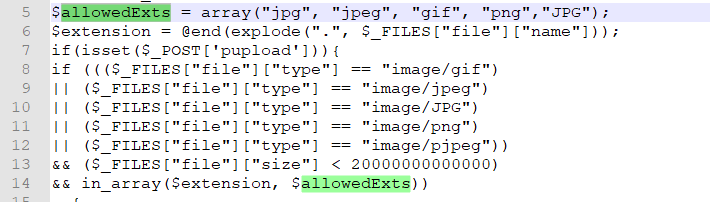 5 $allowedExts = array("jpg", "jpeg", "gif", "png","JPG");
6 $extension = @end(explode(".", $_FILES["file"]["name"]));
7 if(isset($_POST['pupload'])){
8 if ((($_FILES["file"]["type"] == "image/gif")
9 || ($_FILES["file"]["type"] == "image/jpeg")
10 || ($_FILES["file"]["type"] == "image/JPG")
11 || ($_FILES["file"]["type"] == "image/png")
12 || ($_FILES["file"]["type"] == "image/pjpeg"))
13 && ($_FILES["file"]["size"] < 20000000000000)
14 && in_array($extension, $allowedExts))